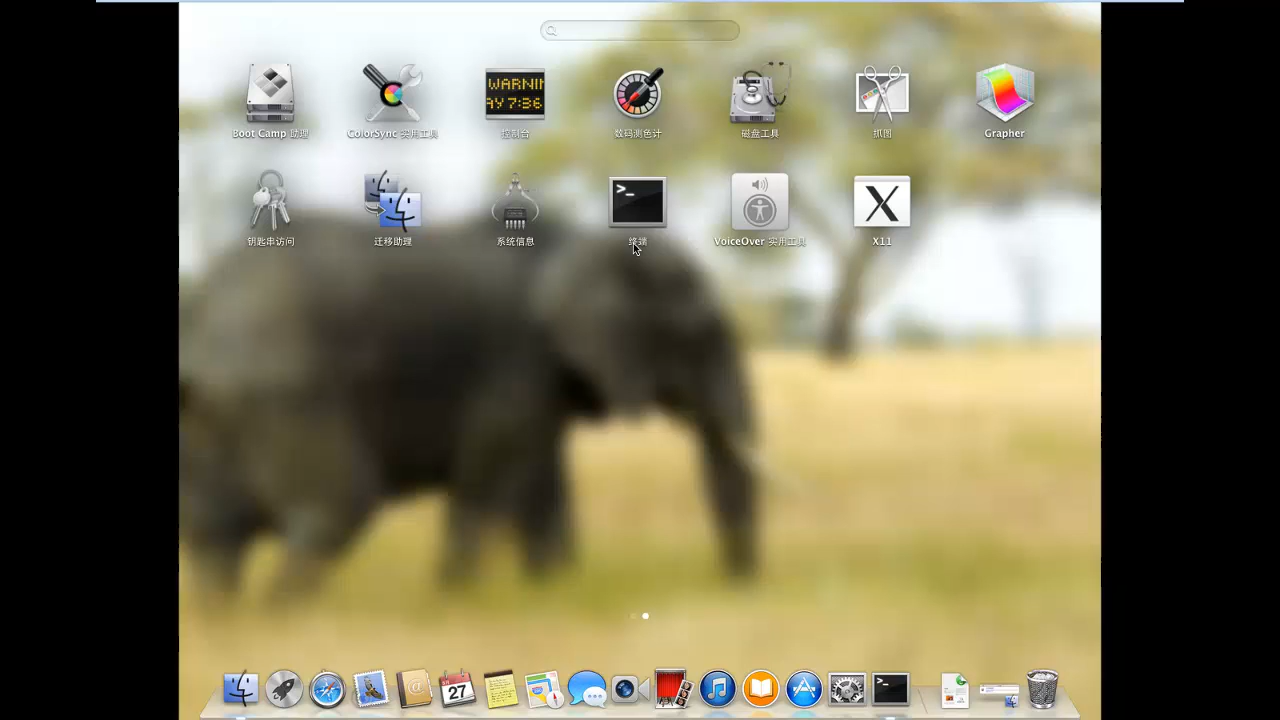 WARNIN
AY 7:36
Boot Camp 助理
ColorSync 实用工具
控制台
数码测色计
磁盘工具
抓图
Grapher
钥匙串访问
迁移助理
系统信息
终端
VoiceOver 实用工具
X11
27